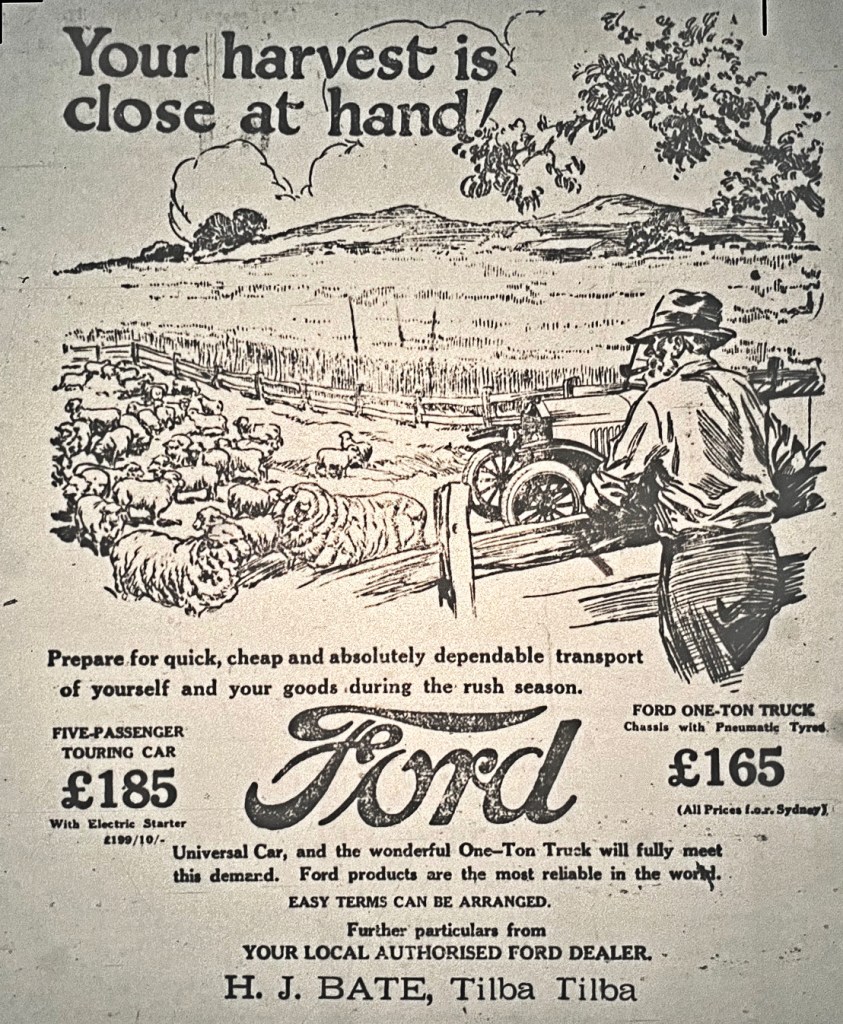 Your harvest is
close at hand!
Prepare for quick, cheap and absolutely dependable transport
of yourself and your goods during the rush season.
FIVE-PASSENGER
TOURING CAR
£185
With Electric Starter
£199/10/-
Ford
FORD ONE-TON TRUCK
Chassis with Pneumatic Tyres.
£165
(All Prices f.o.r. Sydney).
Universal Car, and the wonderful One-Ton Truck will fully meet
this demand. Ford products are the most reliable in the world.
EASY TERMS CAN BE ARRANGED.
Further particulars from
YOUR LOCAL AUTHORISED FORD DEALER.
H. J. BATE, Tilba Tilba